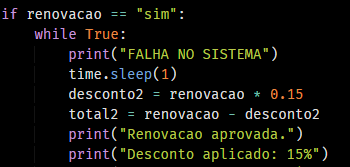 if renovacao == "sim":
while True:
print("FALHA NO SISTEMA")
time.sleep(1)
desconto2 = renovacao * 0.15
total2 = renovacao - desconto2
print("Renovacao aprovada.")
print("Desconto aplicado: 15%")